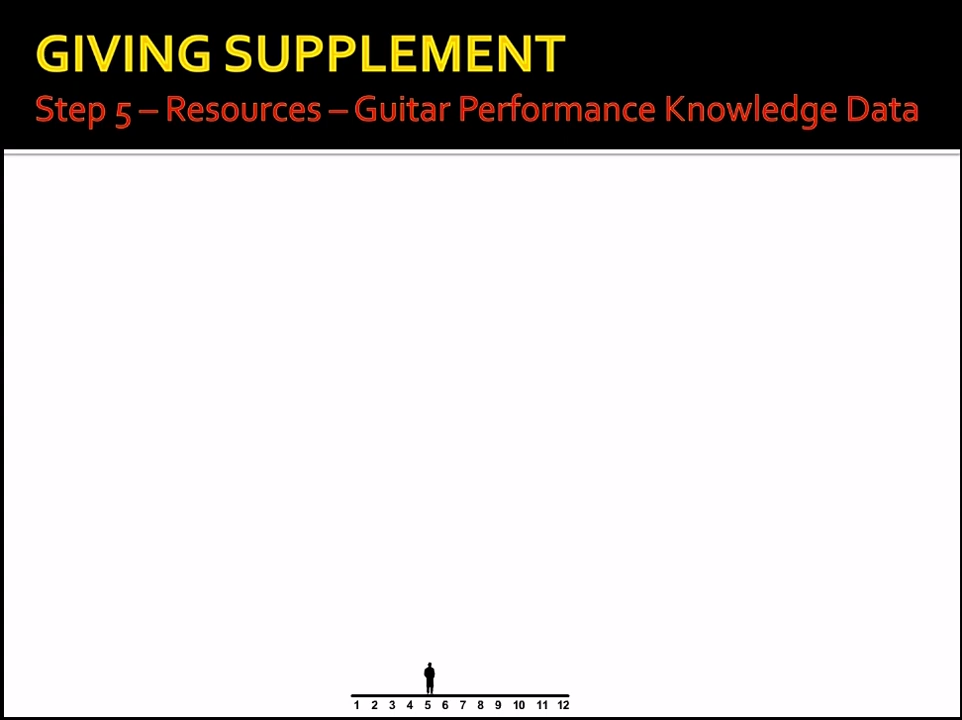 GIVING SUPPLEMENT
Step 5 – Resources – Guitar Performance Knowledge Data
1 2 3 4 5 6 7 8 9 10 11 12